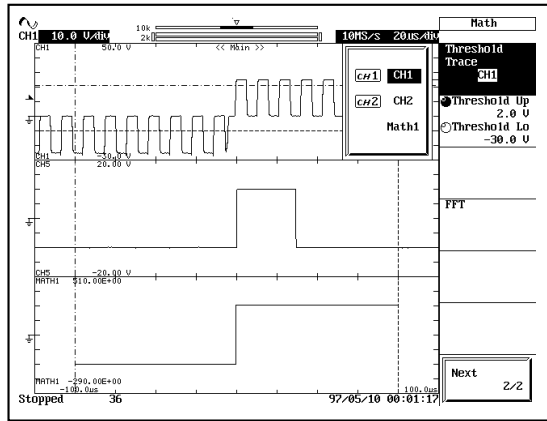 10k
2k
CH1 10.0 V/div
10MS/s 20us/div
Math
CH1
50.0 V
<< Main >>
CH1 CH1
CH2 CH2
Math1
Threshold
Trace
CH1
Threshold Up
2.0 V
Threshold Lo
-30.0 V
CH1
-30.0 V
CH5
20.00 V
FFT
CH5
-20.00 V
MATH1
510.00E+00
MATH1
-290.00E+00
-100.0us
100.0us
Next
2/2
Stopped
36
97/05/10 00:01:17